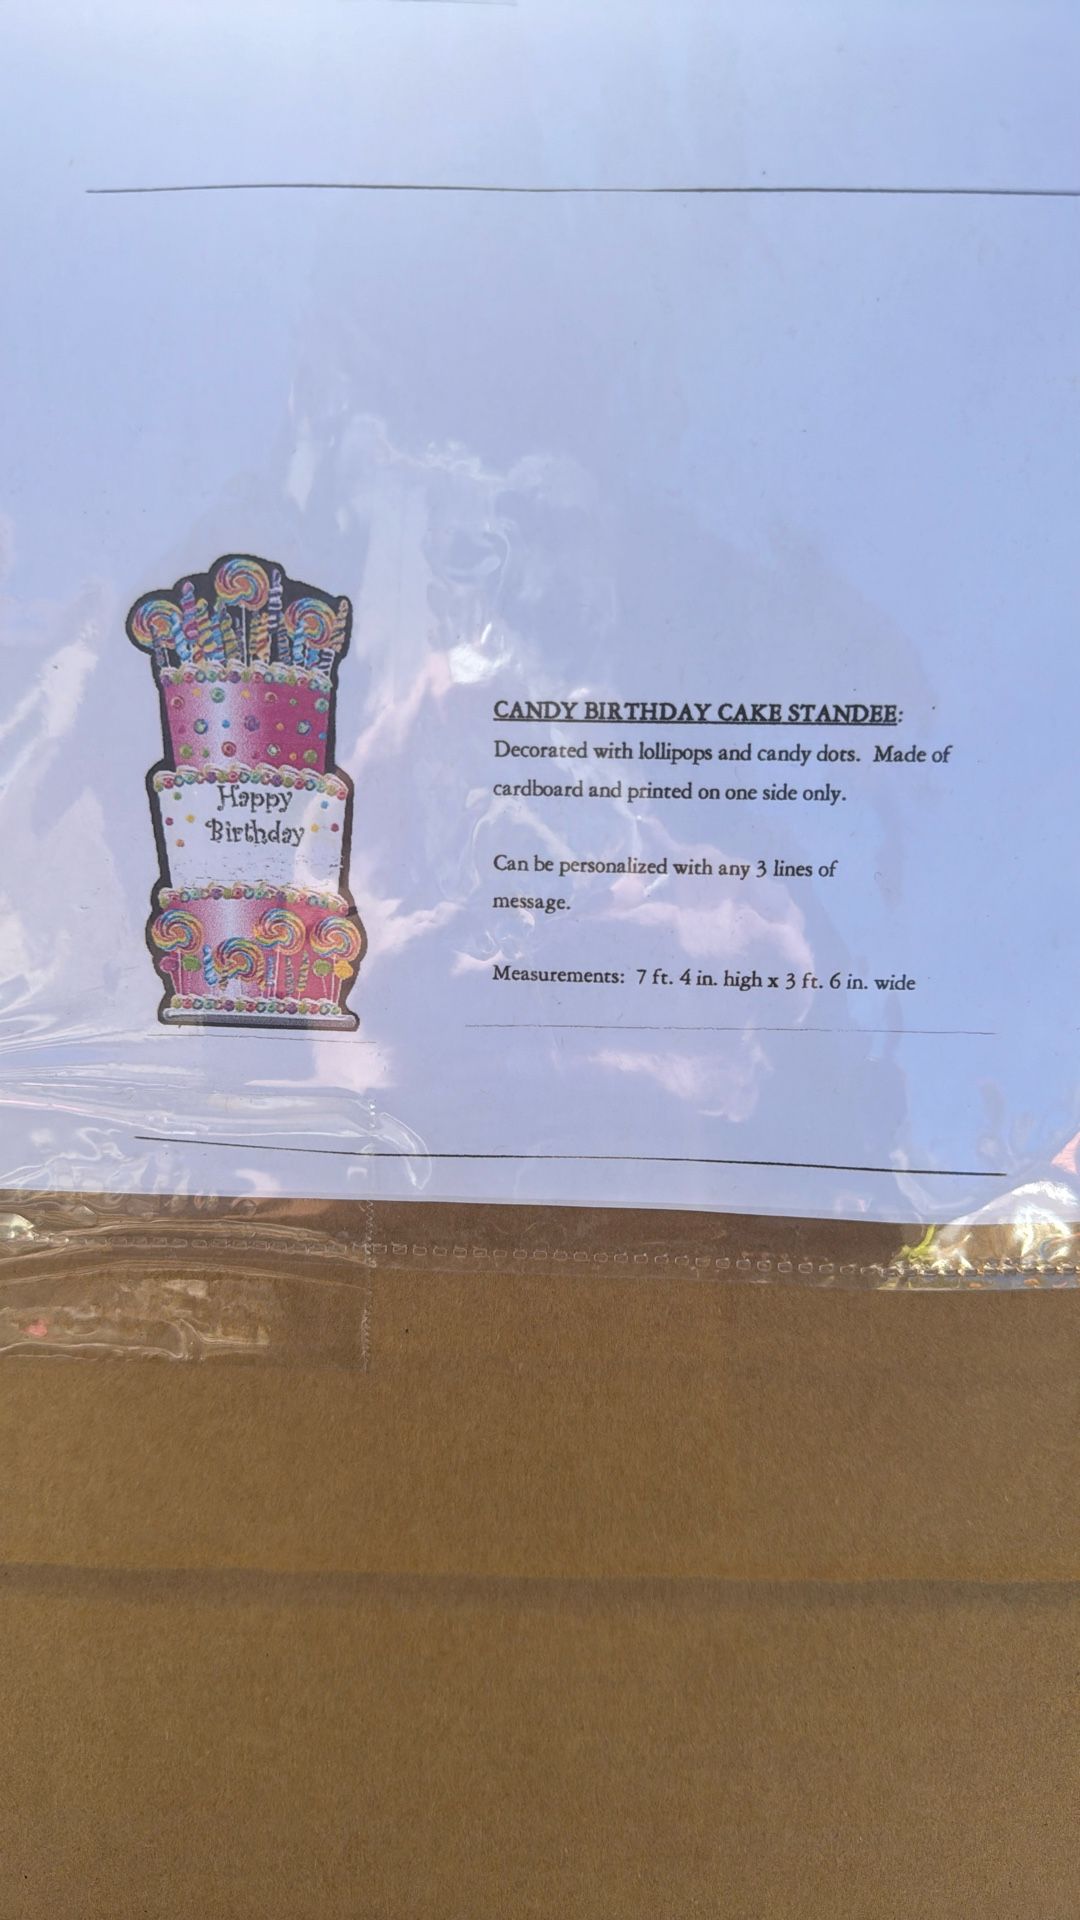 Happy
Birthday
CANDY BIRTHDAY CAKE STANDEE:
Decorated with lollipops and candy dots. Made of
cardboard and printed on one side only.
Can be personalized with any 3 lines of
message.
Measurements: 7 ft. 4 in. high x 3 ft. 6 in. wide